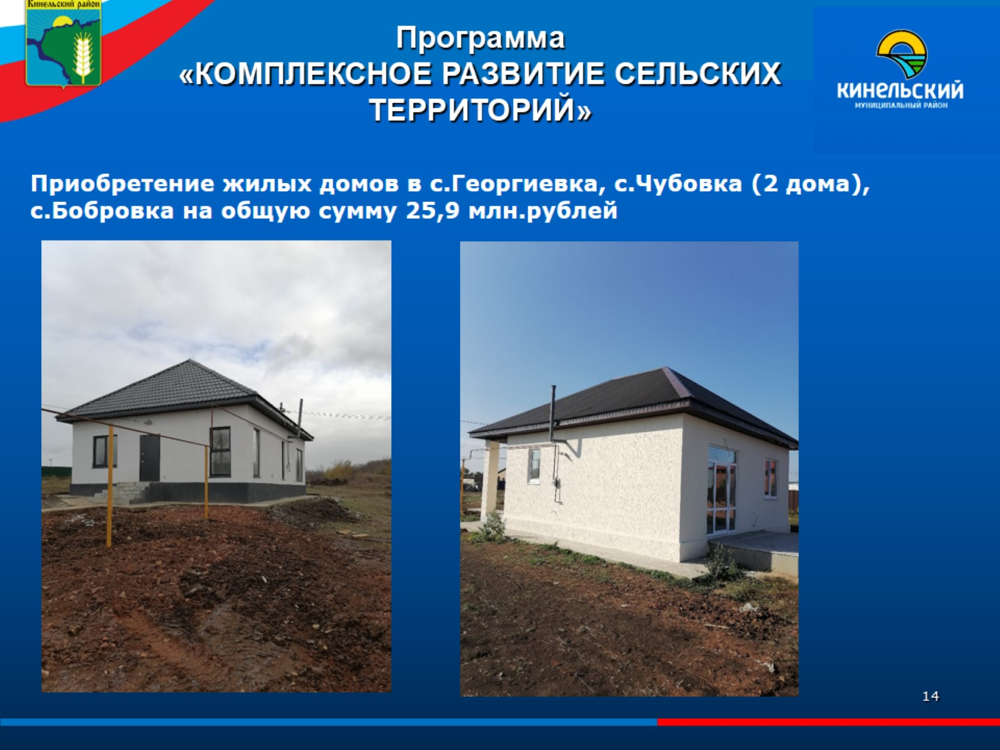 Кинельский район
Программа
«КОМПЛЕКСНОЕ РАЗВИТИЕ СЕЛЬСКИХ
ТЕРРИТОРИЙ»
КИНЕЛЬСКИЙ
МУНИЦИПАЛЬНЫЙ РАЙОН
Приобретение жилых домов в с.Георгиевка, с.Чубовка (2 дома),
с.Бобровка на общую сумму 25,9 млн.рублей
14